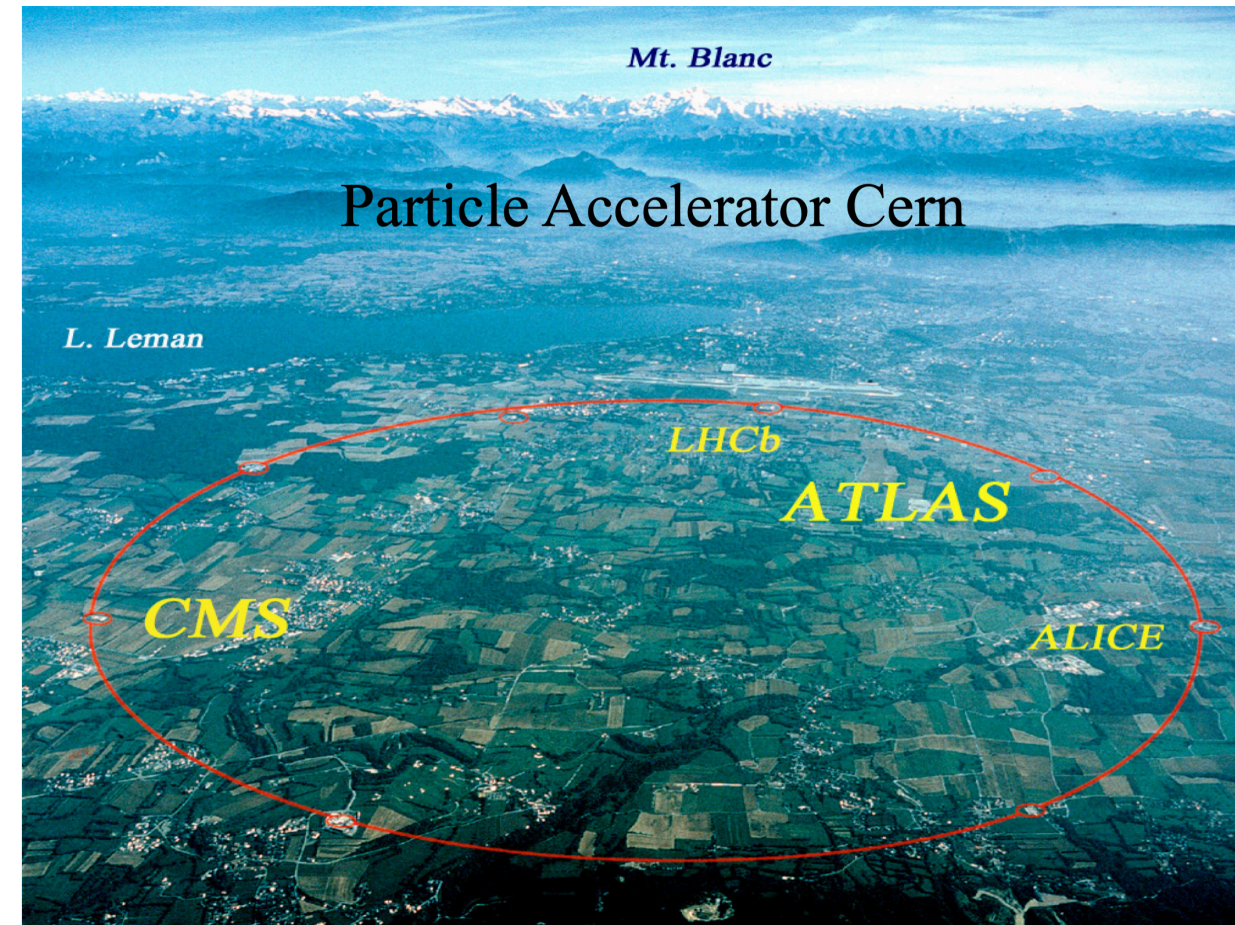 Mt. Blanc
Particle Accelerator Cern
L. Leman
LHCb
ATLAS
CMS
ALICE